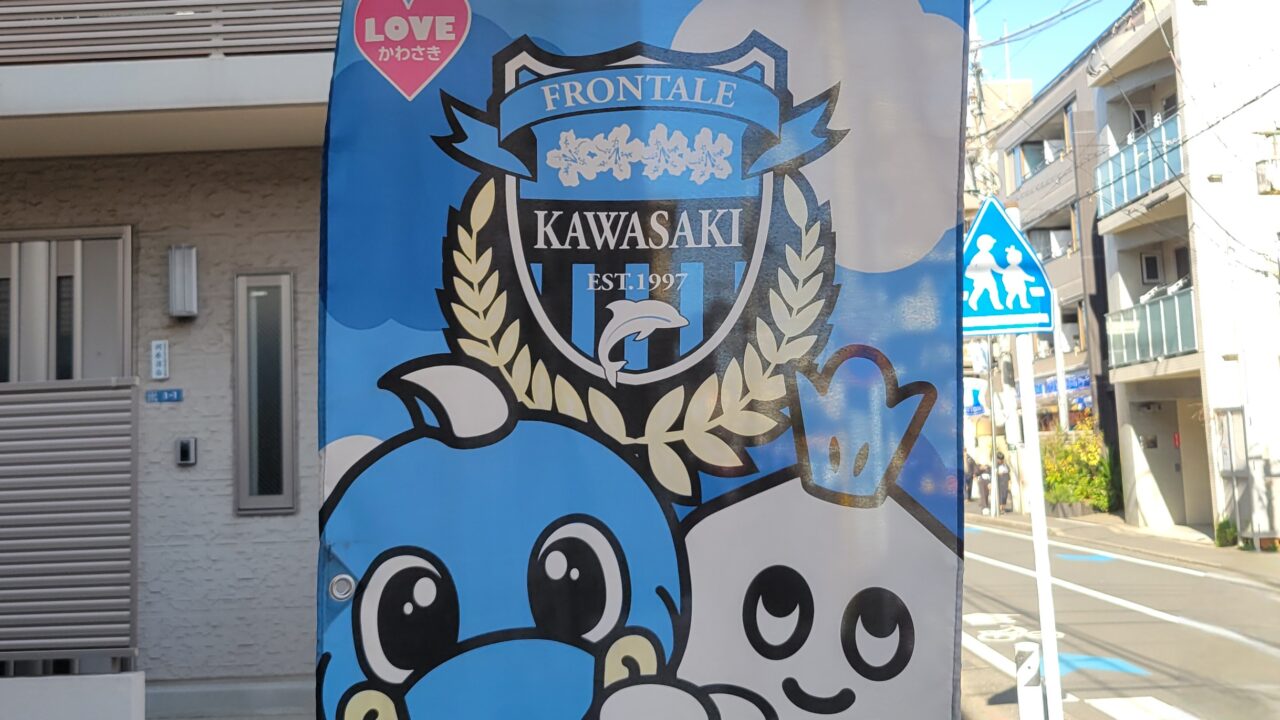 LOVE
かわさき
FRONTALE
KAWASAKI
EST.1997